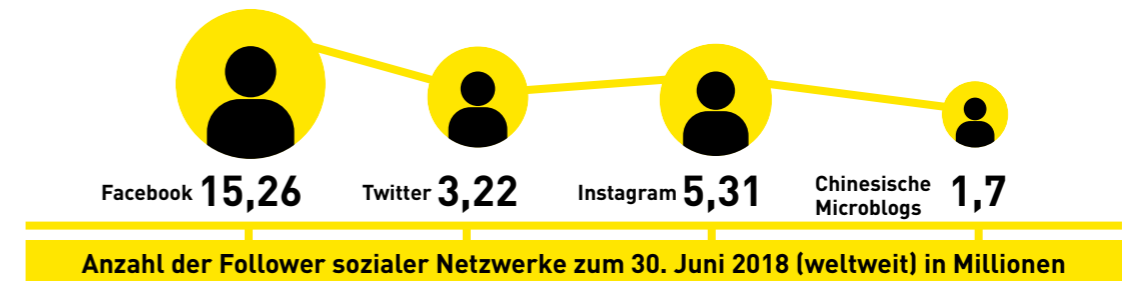 Facebook 15,26
Twitter 3,22
Instagram 5,31
Chinesische
Microblogs
1,7
Anzahl der Follower sozialer Netzwerke zum 30. Juni 2018 (weltweit) in Millionen